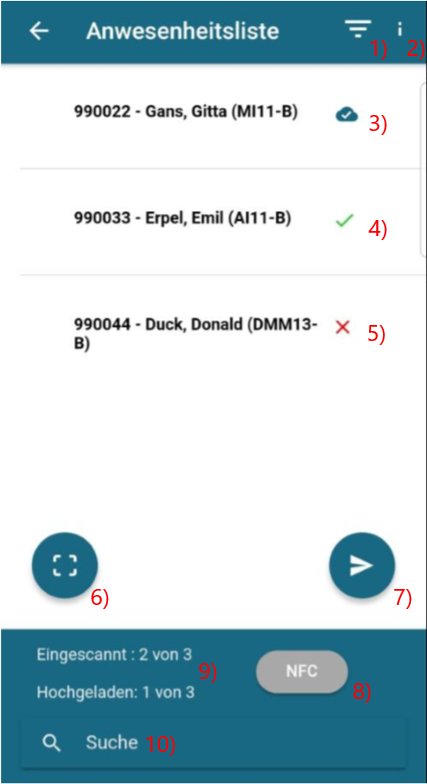 Anwesenheitsliste
1) 2)
990022 - Gans, Gitta (MI11-B)
3)
990033 - Erpel, Emil (AI11-B)
4)
990044 - Duck, Donald (DMM13-
B)
5)
6)
7)
Eingescannt : 2 von 3
9)
NFC
8)
Hochgeladen: 1 von 3
Suche 10)